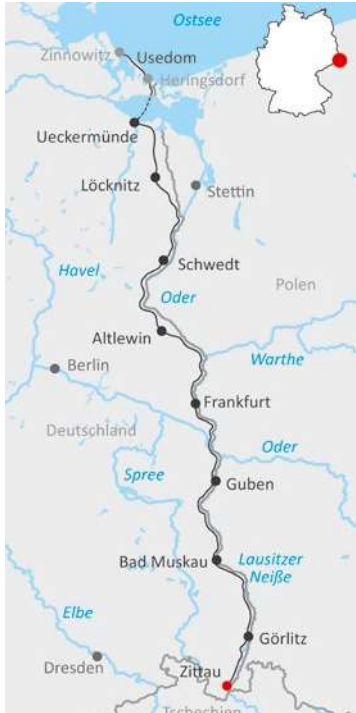 Ostsee
Zinnowitz
Usedom
Heringsdorf
Ueckermünde
Löcknitz
Stettin
Havel
Schwedt
Polen
Oder
Altlewin
Warthe
Berlin
Frankfurt
Deutschland
Oder
Spree
Guben
Bad Muskau
Lausitzer
Neiße
Elbe
Görlitz
Dresden
Zittau
Tschechien